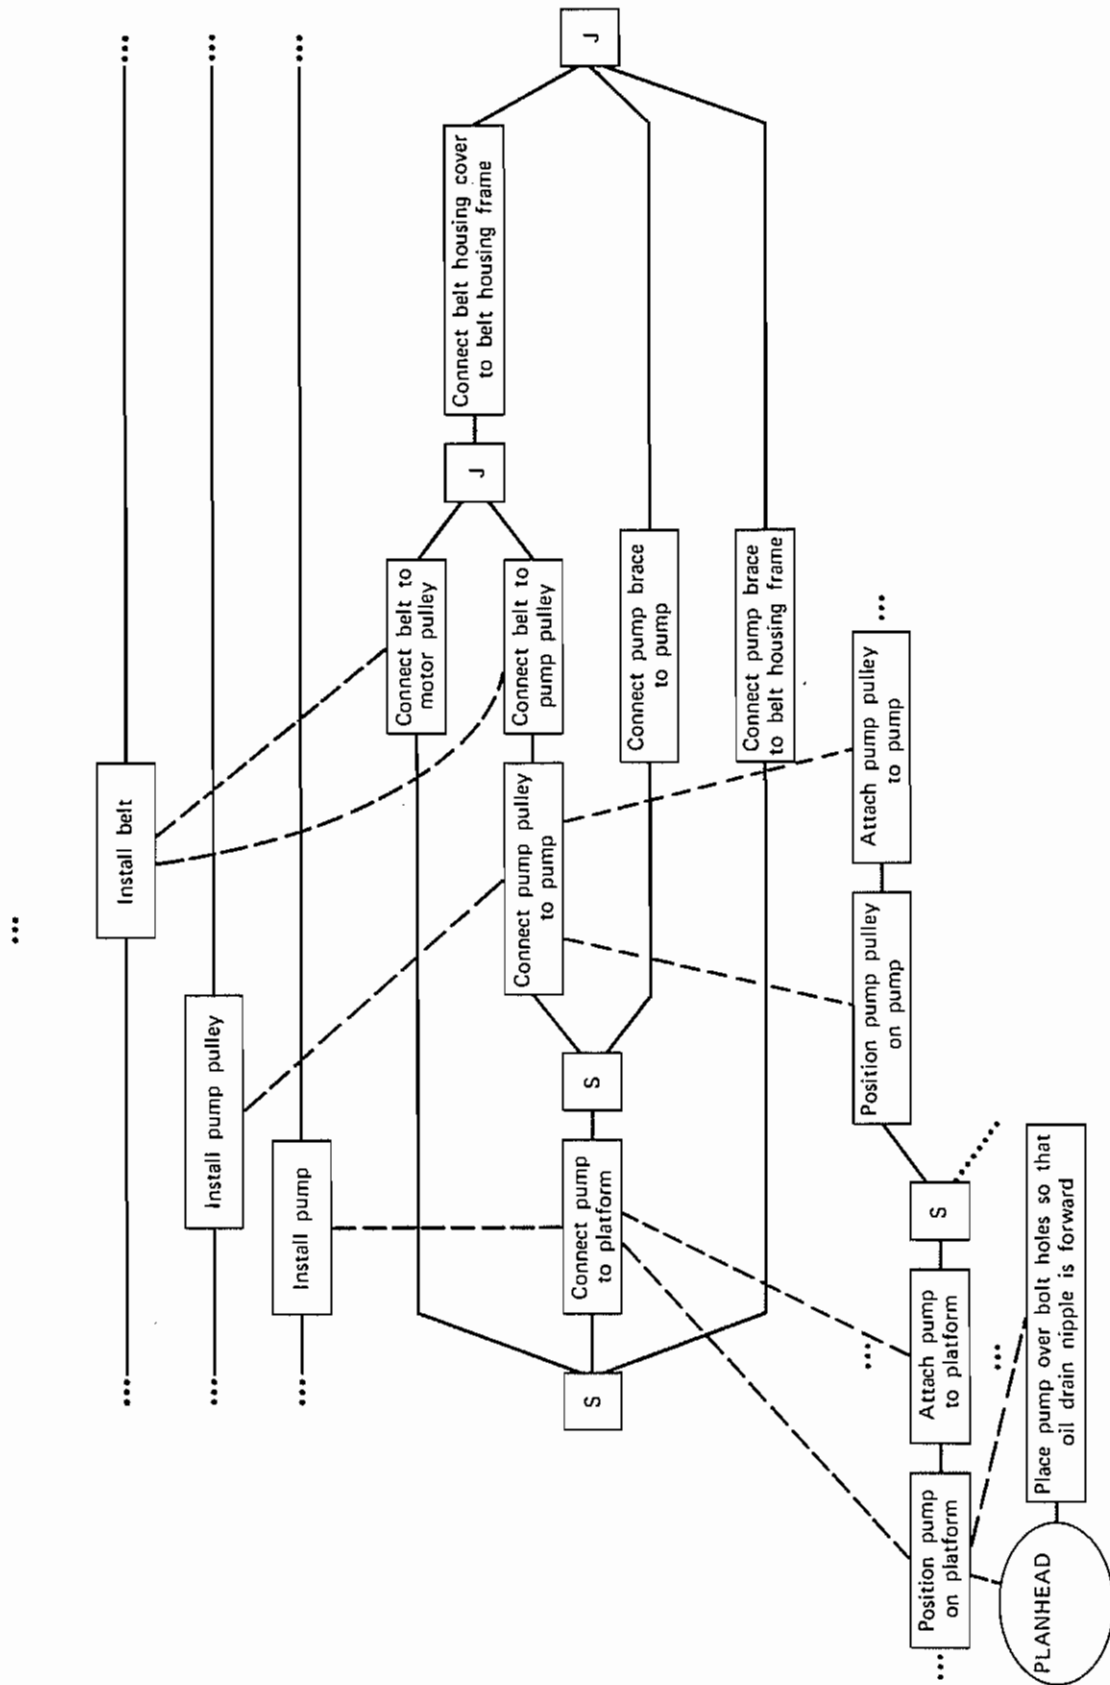 ...
... Install belt ...
... Install pump pulley ...
... Install pump ...
Connect belt to
motor pulley
J
Connect belt housing cover
to belt housing frame
J
S
Connect pump
to platform
S
Connect pump pulley
to pump
Connect belt to
pump pulley
Connect pump brace
to pump
Connect pump brace
to belt housing frame
...
Position pump pulley
on pump
Attach pump pulley
to pump
...
...
Position pump
on platform
Attach pump
to platform
S
...
PLANHEAD
Place pump over bolt holes so that
oil drain nipple is forward